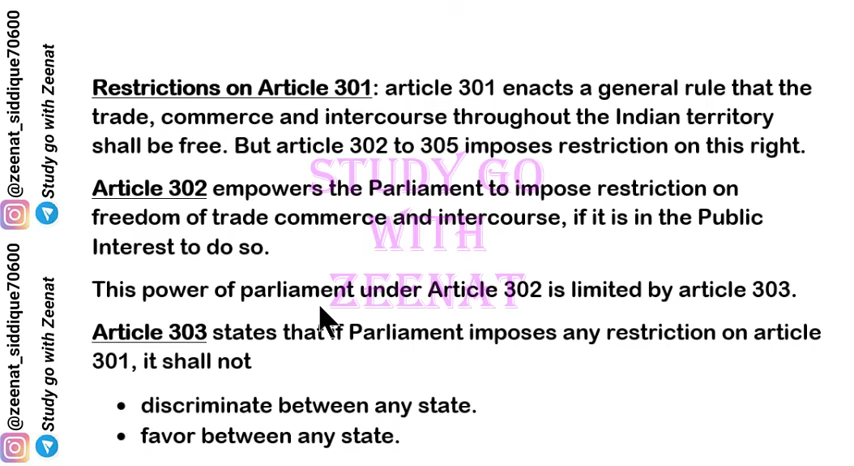 @zeenat_siddique70600
Study go with Zeenat
@zeenat_siddique70600
Study go with Zeenat
Restrictions on Article 301: article 301 enacts a general rule that the
trade, commerce and intercourse throughout the Indian territory
shall be free. But article 302 to 305 imposes restriction on this right.
Article 302 empowers the Parliament to impose restriction on
freedom of trade commerce and intercourse, if it is in the Public
Interest to do so.
This power of parliament under Article 302 is limited by article 303.
Article 303 states that if Parliament imposes any restriction on article
301, it shall not
• discriminate between any state.
• favor between any state.
STUDY GO
WITH
ZEENAT